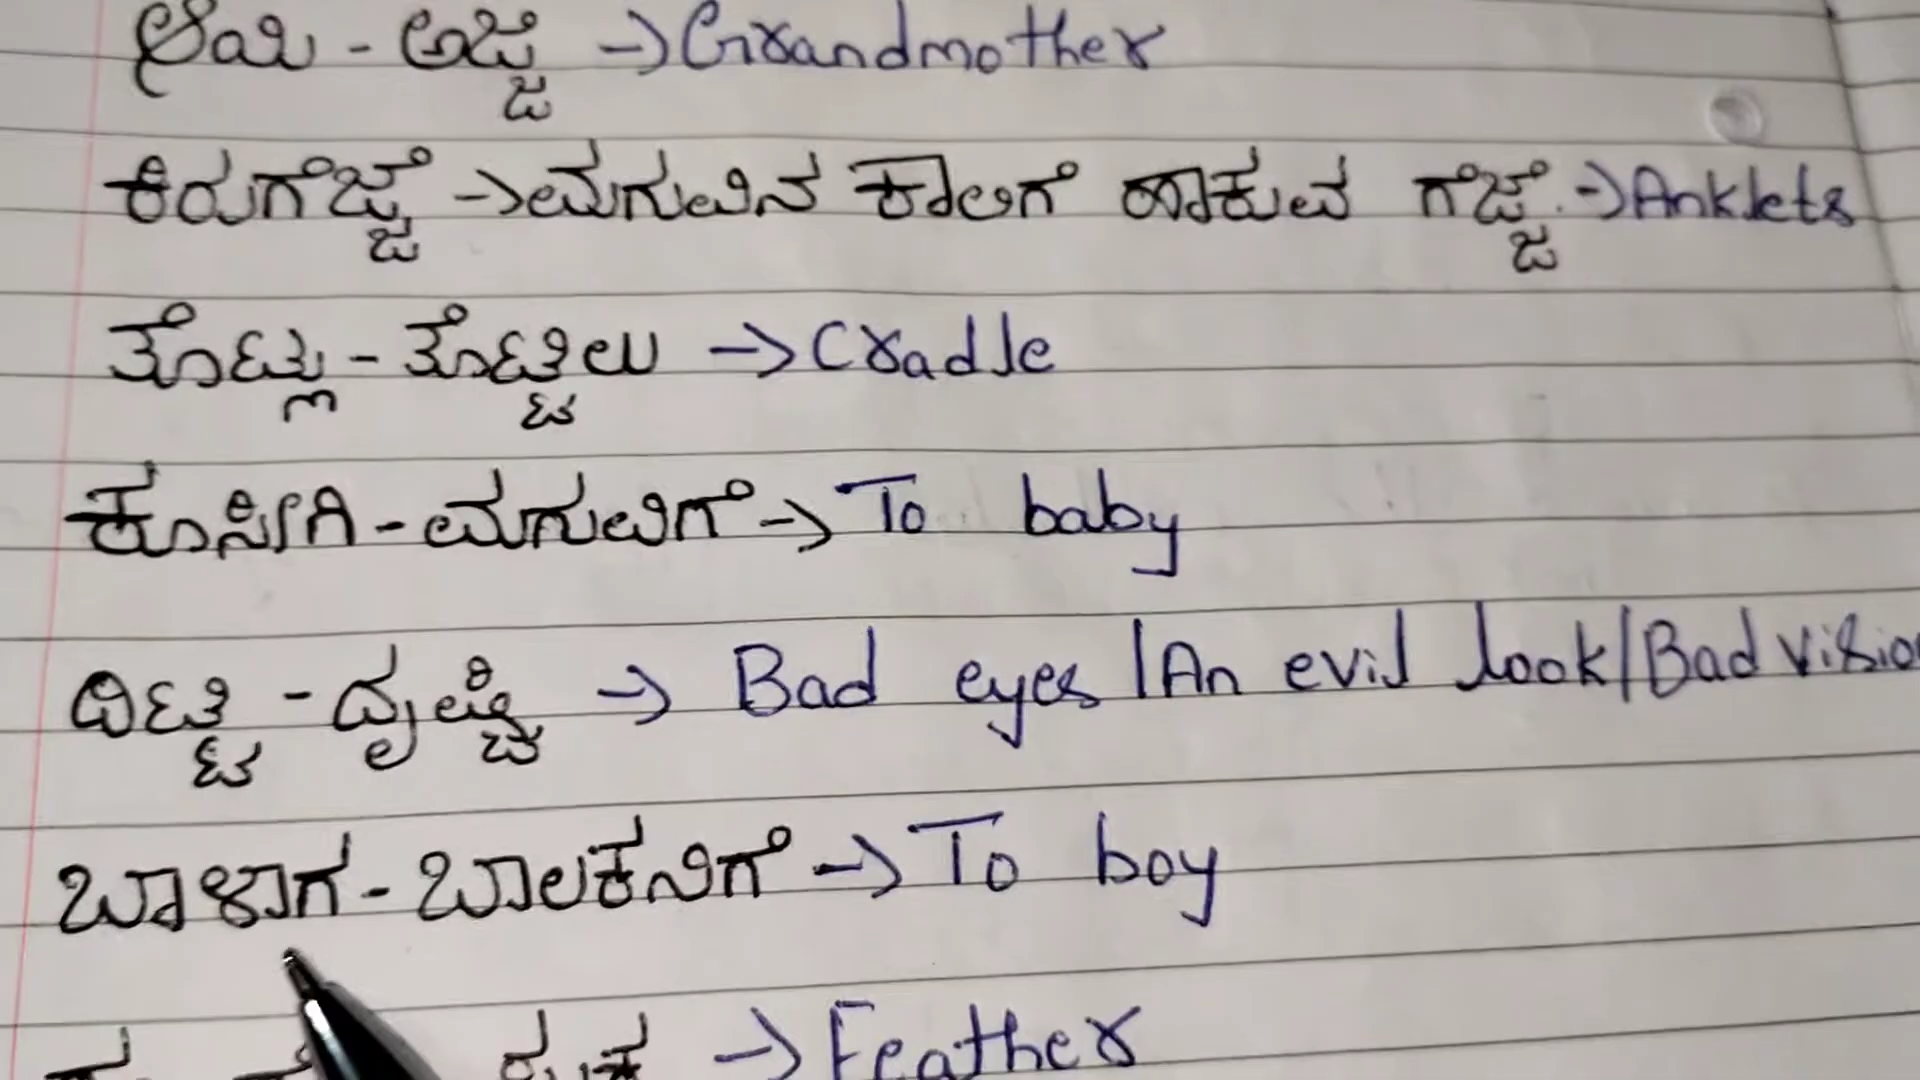 ಆಯಿ - ಅಜ್ಜಿ → Grandmother
ಕಿರುಗೆಜ್ಜೆ → ಮಗುವಿನ ಕಾಲಿಗೆ ಹಾಕುವ ಗೆಜ್ಜೆ. → Anklets
ತೊಟ್ಲ - ತೊಟ್ಟಿಲು → Cradle
ಕೂಸೀಗಿ - ಮಗುವಿಗೆ → To baby
ದಿಟ್ಟಿ - ದೃಷ್ಟಿ → Bad eyes / An evil look / Bad vision
ಬಾಳಾಗ - ಬಾಲಕನಿಗೆ → To boy
→ Feather